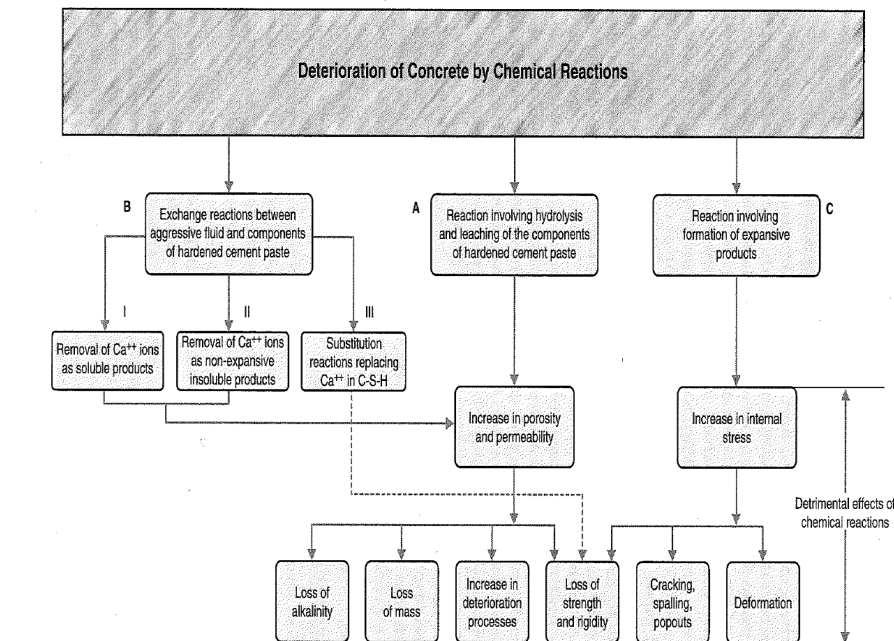 Deterioration of Concrete by Chemical Reactions
B
Exchange reactions between
aggressive fluid and components
of hardened cement paste
A
Reaction involving hydrolysis
and leaching of the components
of hardened cement paste
C
Reaction involving
formation of expansive
products
I
II
III
Removal of Ca++ ions
as soluble products
Removal of Ca++ ions
as non-expansive
insoluble products
Substitution
reactions replacing
Ca++ in C-S-H
Increase in porosity
and permeability
Increase in internal
stress
Detrimental effects of
chemical reactions
Loss of
alkalinity
Loss
of mass
Increase in
deterioration
processes
Loss of
strength
and rigidity
Cracking,
spalling,
popouts
Deformation